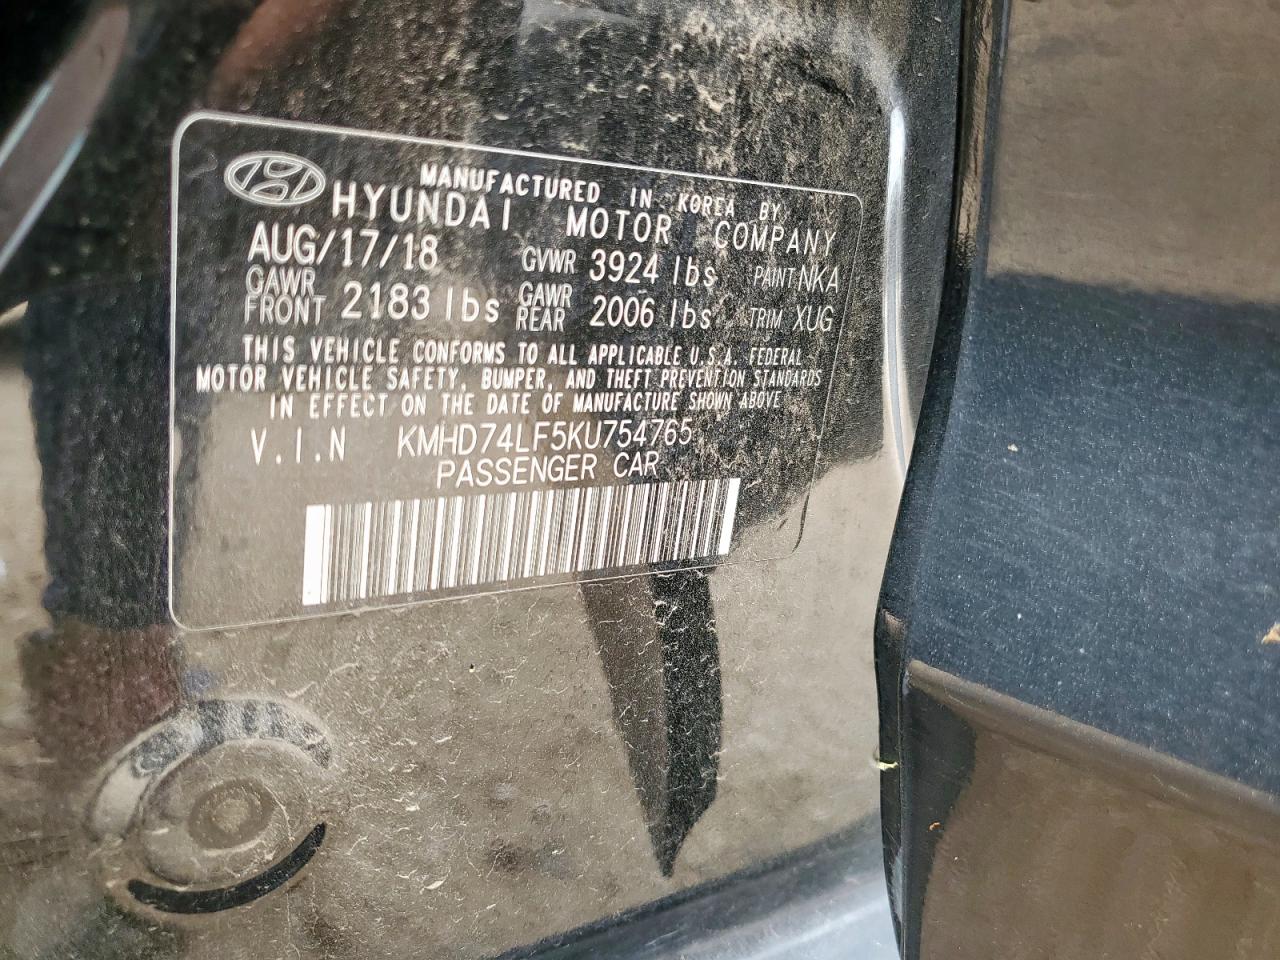 MANUFACTURED IN KOREA BY
HYUNDAI MOTOR COMPANY
AUG/17/18 GVWR 3924 lbs PAINT NKA
GAWR FRONT 2183 lbs GAWR REAR 2006 lbs TRIM XUG
THIS VEHICLE CONFORMS TO ALL APPLICABLE U.S.A. FEDERAL
MOTOR VEHICLE SAFETY, BUMPER, AND THEFT PREVENTION STANDARDS
IN EFFECT ON THE DATE OF MANUFACTURE SHOWN ABOVE
V.I.N KMHD74LF5KU754765
PASSENGER CAR